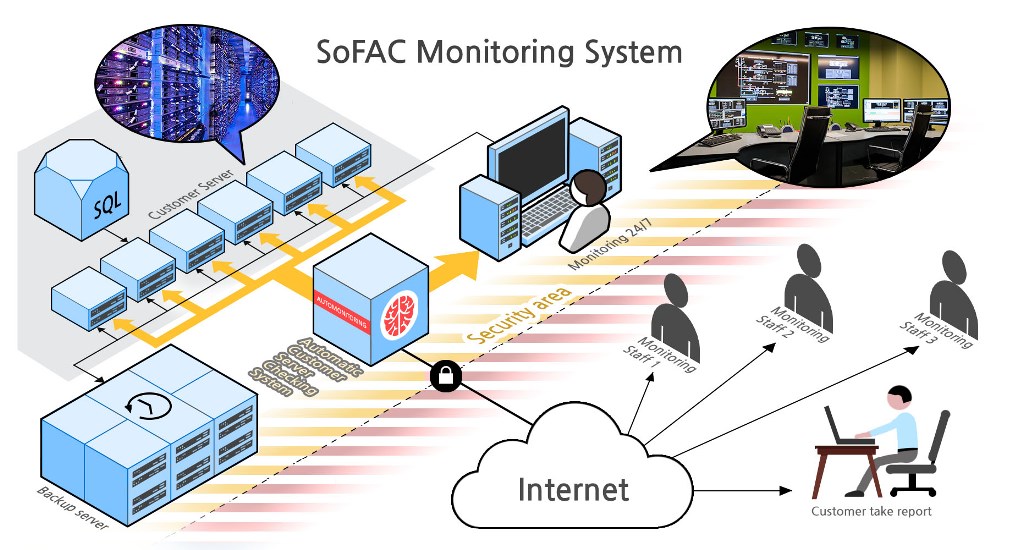 SoFAC Monitoring System
SQL
Customer Server
Monitoring 24/7
AUTOMONITORING
Security area
Automatic
Customer
Server
Checking
System
Monitoring
Staff 1
Monitoring
Staff 2
Monitoring
Staff 3
Backup server
Internet
Customer take report